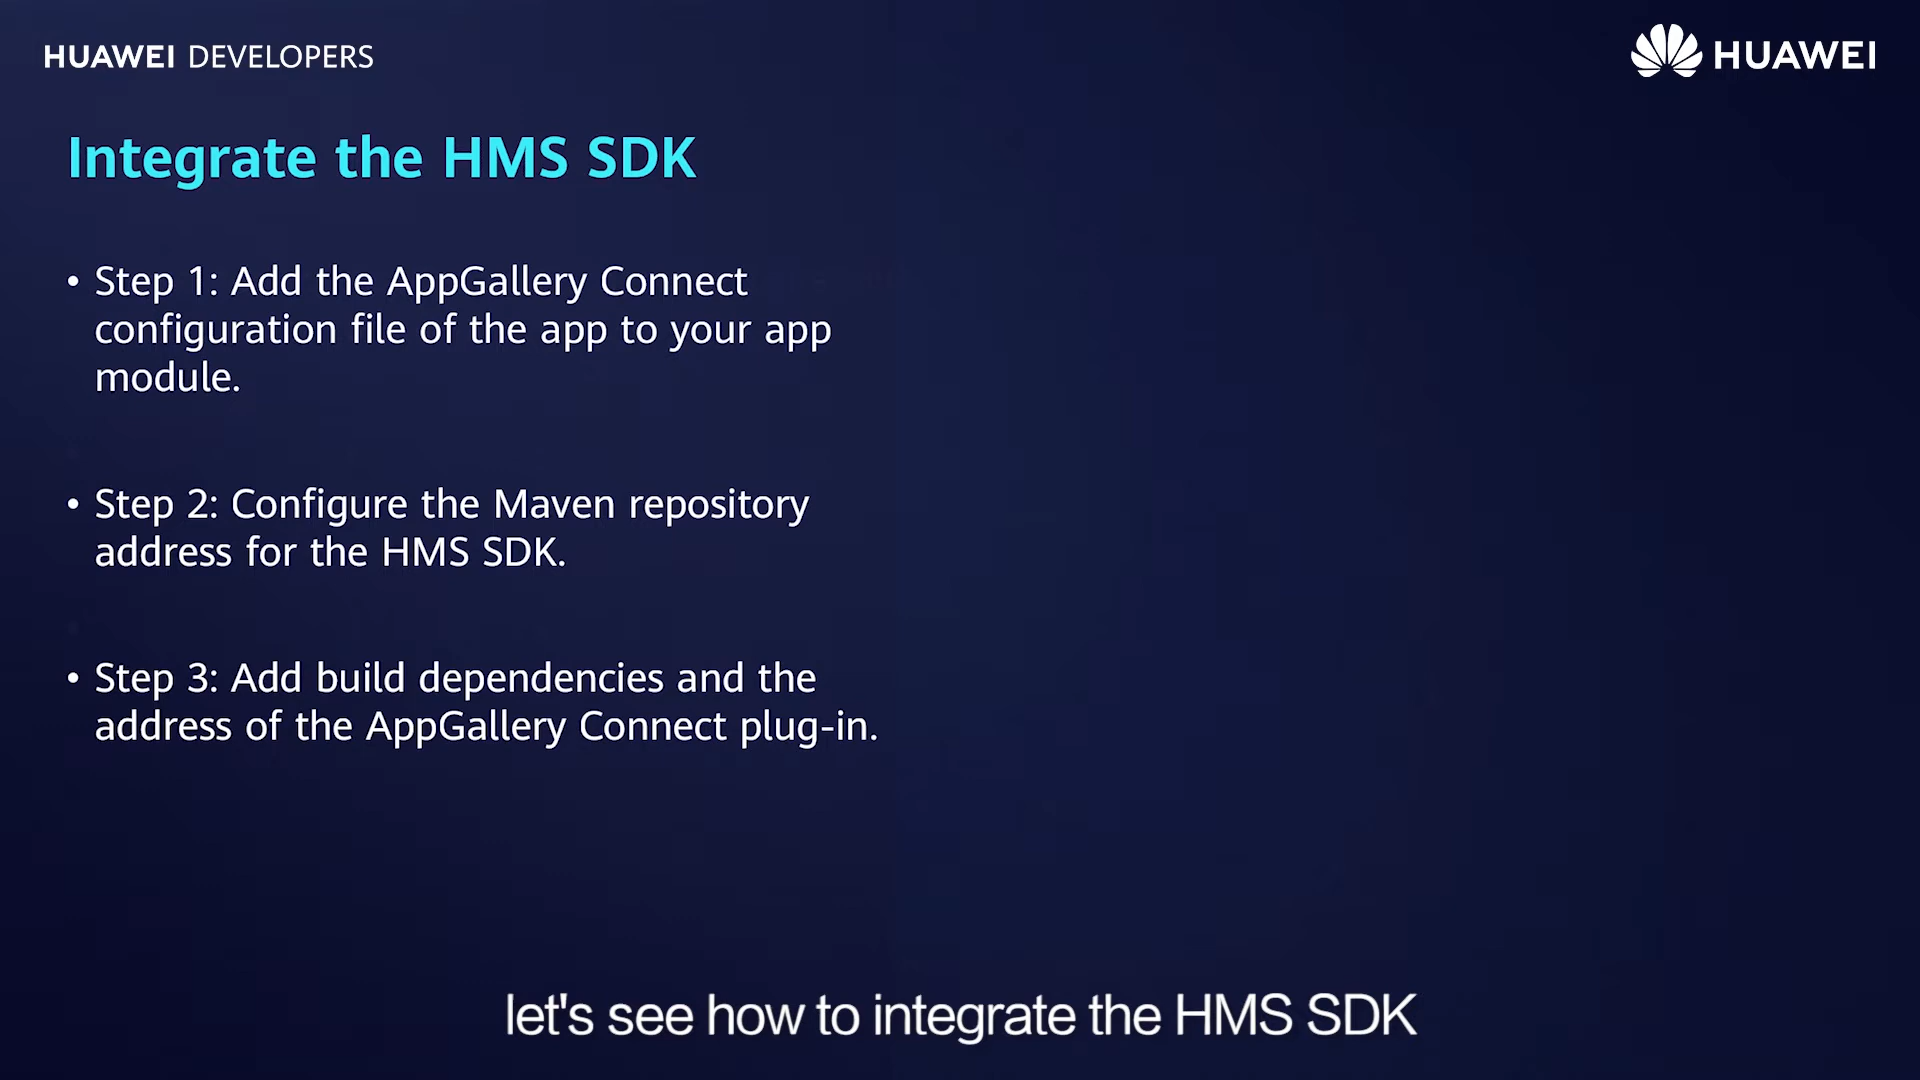 HUAWEI DEVELOPERS
HUAWEI
Integrate the HMS SDK
• Step 1: Add the AppGallery Connect
configuration file of the app to your app
module.
• Step 2: Configure the Maven repository
address for the HMS SDK.
• Step 3: Add build dependencies and the
address of the AppGallery Connect plug-in.
let's see how to integrate the HMS SDK